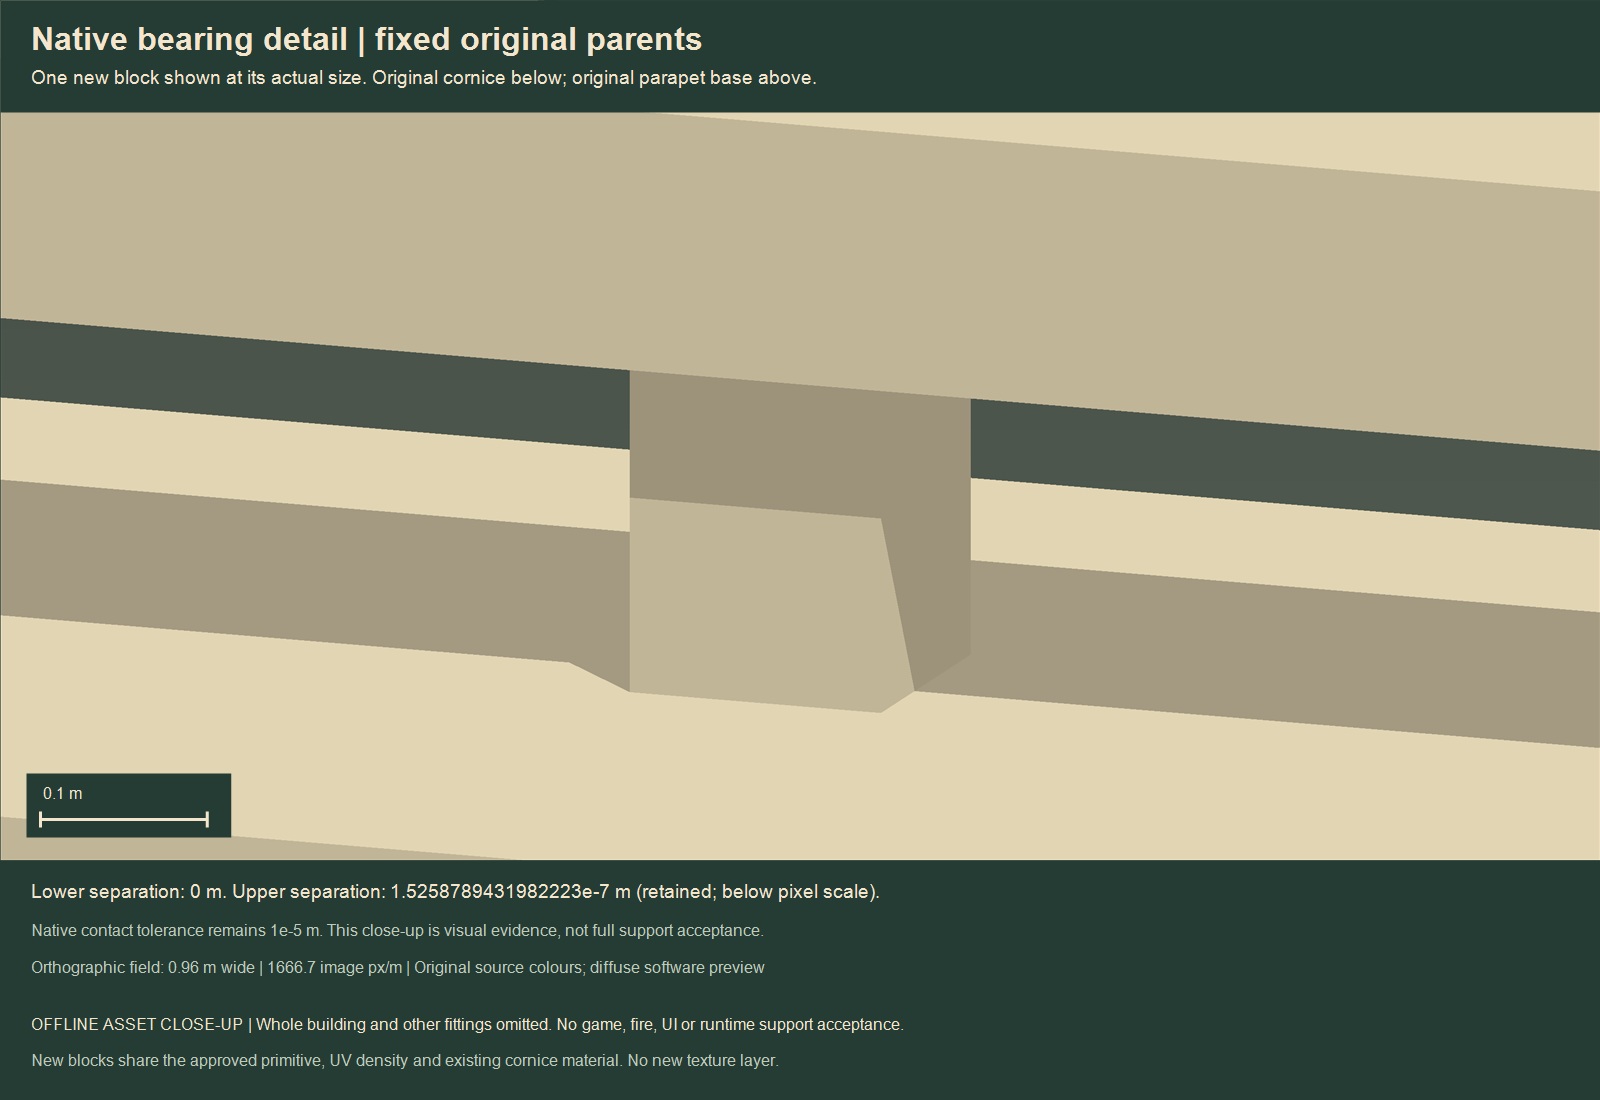 Native bearing detail | fixed original parents
One new block shown at its actual size. Original cornice below; original parapet base above.
0.1 m
Lower separation: 0 m. Upper separation: 1.5258789431982223e-7 m (retained; below pixel scale).
Native contact tolerance remains 1e-5 m. This close-up is visual evidence, not full support acceptance.
Orthographic field: 0.96 m wide | 1666.7 image px/m | Original source colours; diffuse software preview
OFFLINE ASSET CLOSE-UP | Whole building and other fittings omitted. No game, fire, UI or runtime support acceptance.
New blocks share the approved primitive, UV density and existing cornice material. No new texture layer.